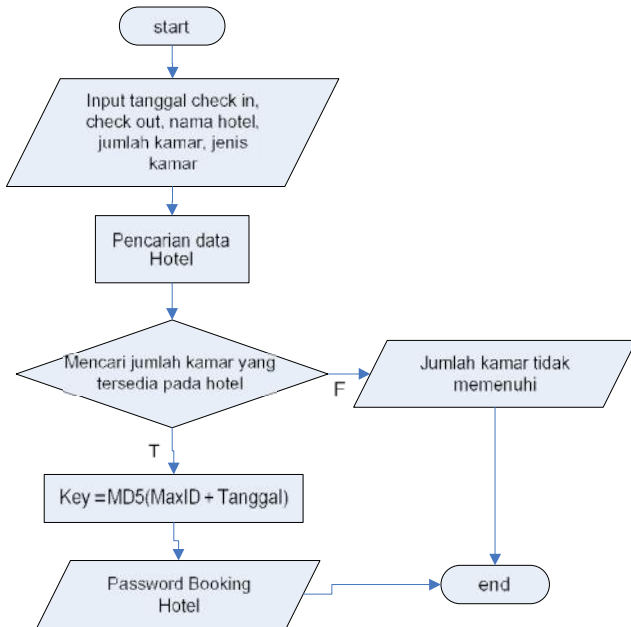 start
Input tanggal check in,
check out, nama hotel,
jumlah kamar, jenis
kamar
Pencarian data
Hotel
Mencari jumlah kamar yang
tersedia pada hotel
F
Jumlah kamar tidak
memenuhi
T
Key =MD5(MaxID + Tanggal)
Password Booking
Hotel
end